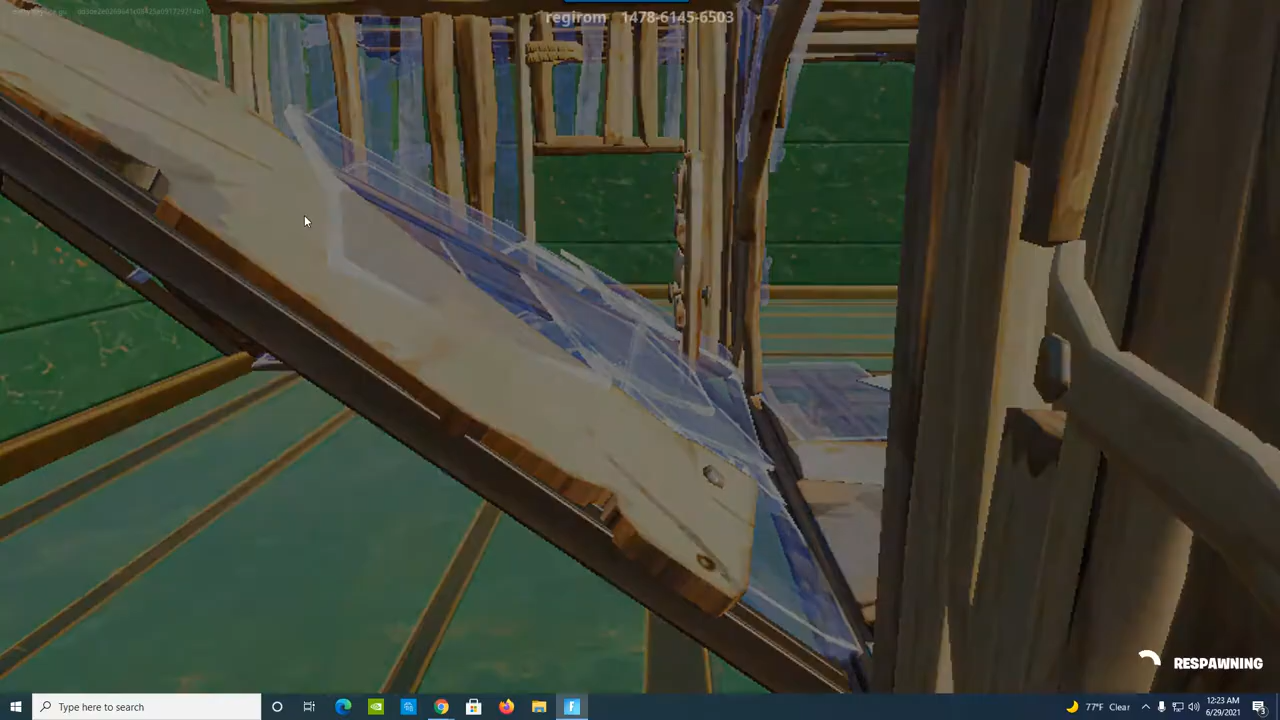 regirom 1478-6145-6503
RESPAWNING
Type here to search
77°F Clear
12:23 AM
6/29/2021